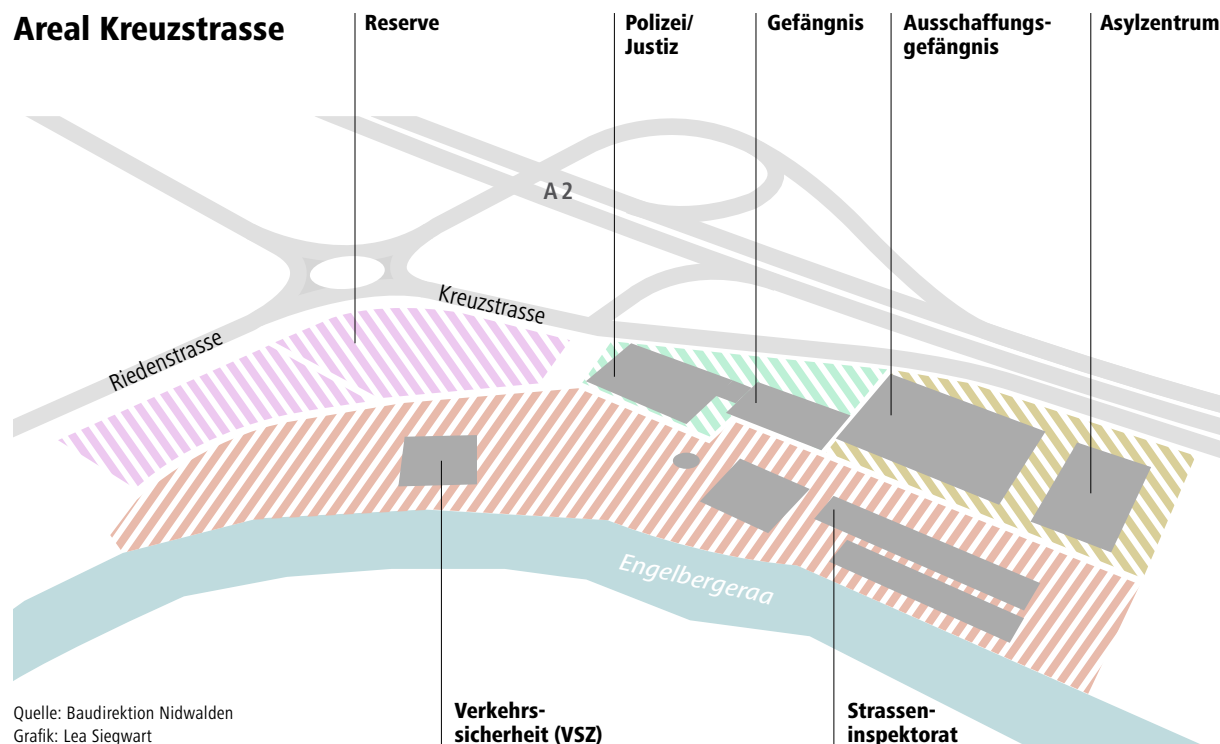 Areal Kreuzstrasse
Reserve
Polizei/
Justiz
Gefängnis
Ausschaffungs-
gefängnis
Asylzentrum
A 2
Kreuzstrasse
Riedenstrasse
Engelbergeraa
Quelle: Baudirektion Nidwalden
Grafik: Lea Siegwart
Verkehrs-
sicherheit (VSZ)
Strassen-
inspektorat